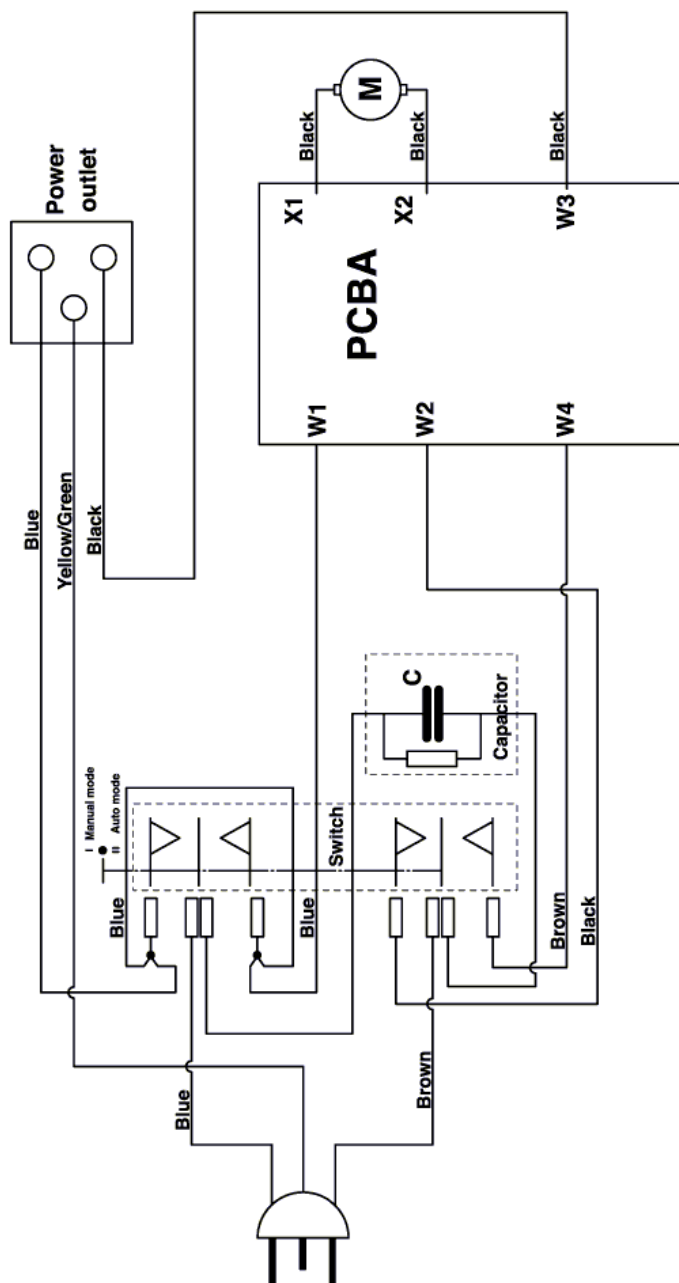 Power
outlet
M
Black
Black
Black
X1
X2
W3
PCBA
W1
W2
W4
Blue
Yellow/Green
Black
C
Capacitor
I Manual mode
II Auto mode
Switch
Blue
Blue
Brown
Black
Blue
Brown